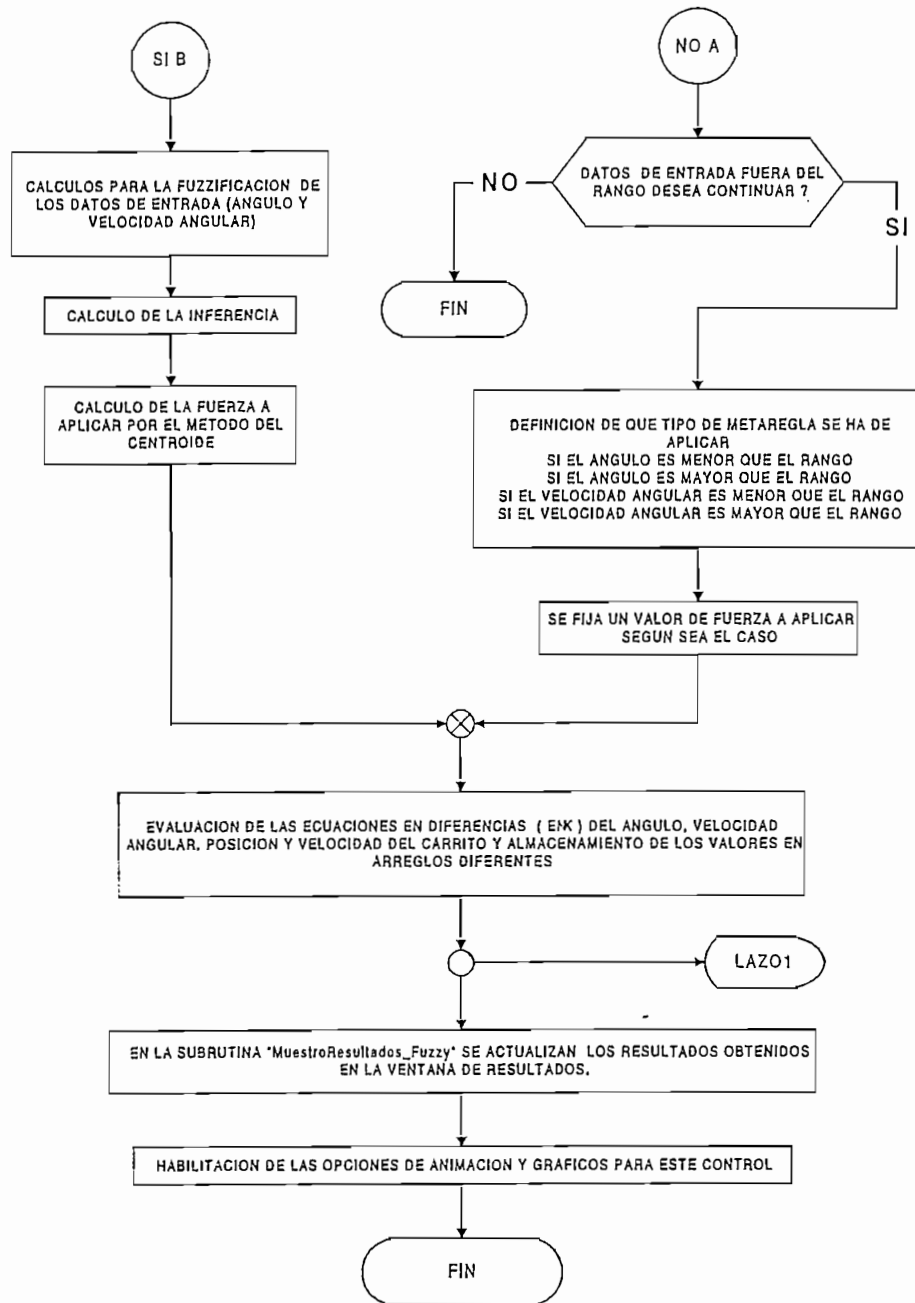 SI B
CALCULOS PARA LA FUZZIFICACION DE
LOS DATOS DE ENTRADA (ANGULO Y
VELOCIDAD ANGULAR)
CALCULO DE LA INFERENCIA
CALCULO DE LA FUERZA A
APLICAR POR EL METODO DEL
CENTROIDE
NO A
DATOS DE ENTRADA FUERA DEL
RANGO DESEA CONTINUAR ?
NO
SI
FIN
DEFINICION DE QUE TIPO DE METAREGLA SE HA DE
APLICAR
SI EL ANGULO ES MENOR QUE EL RANGO
SI EL ANGULO ES MAYOR QUE EL RANGO
SI EL VELOCIDAD ANGULAR ES MENOR QUE EL RANGO
SI EL VELOCIDAD ANGULAR ES MAYOR QUE EL RANGO
SE FIJA UN VALOR DE FUERZA A APLICAR
SEGUN SEA EL CASO
EVALUACION DE LAS ECUACIONES EN DIFERENCIAS ( ENK ) DEL ANGULO, VELOCIDAD
ANGULAR, POSICION Y VELOCIDAD DEL CARRITO Y ALMACENAMIENTO DE LOS VALORES EN
ARREGLOS DIFERENTES
LAZO1
EN LA SUBRUTINA "MuestroResultados_Fuzzy" SE ACTUALIZAN LOS RESULTADOS OBTENIDOS
EN LA VENTANA DE RESULTADOS.
HABILITACION DE LAS OPCIONES DE ANIMACION Y GRAFICOS PARA ESTE CONTROL
FIN